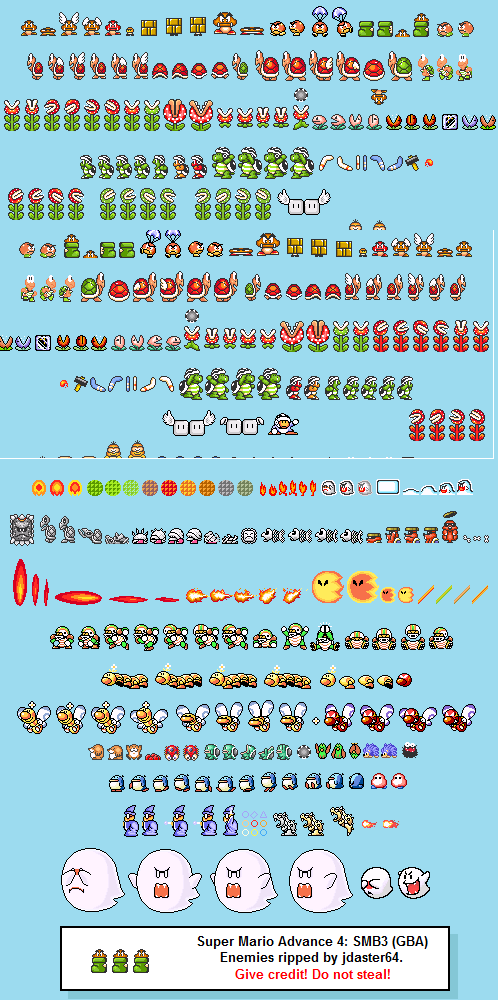 Super Mario Advance 4: SMB3 (GBA)
Enemies ripped by jdaster64.
Give credit! Do not steal!